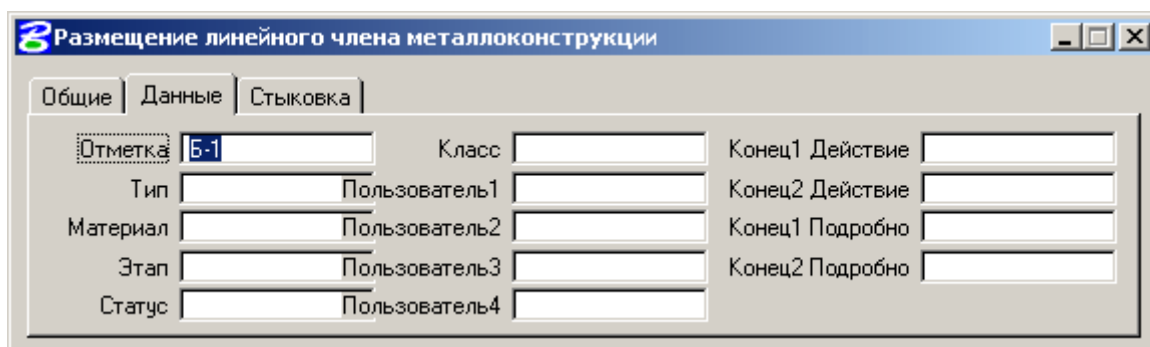 Размещение линейного члена металлоконструкции
Общие Данные Стыковка
Отметка Б-1 Класс Конец1 Действие
Тип Пользователь1 Конец2 Действие
Материал Пользователь2 Конец1 Подробно
Этап Пользователь3 Конец2 Подробно
Статус Пользователь4